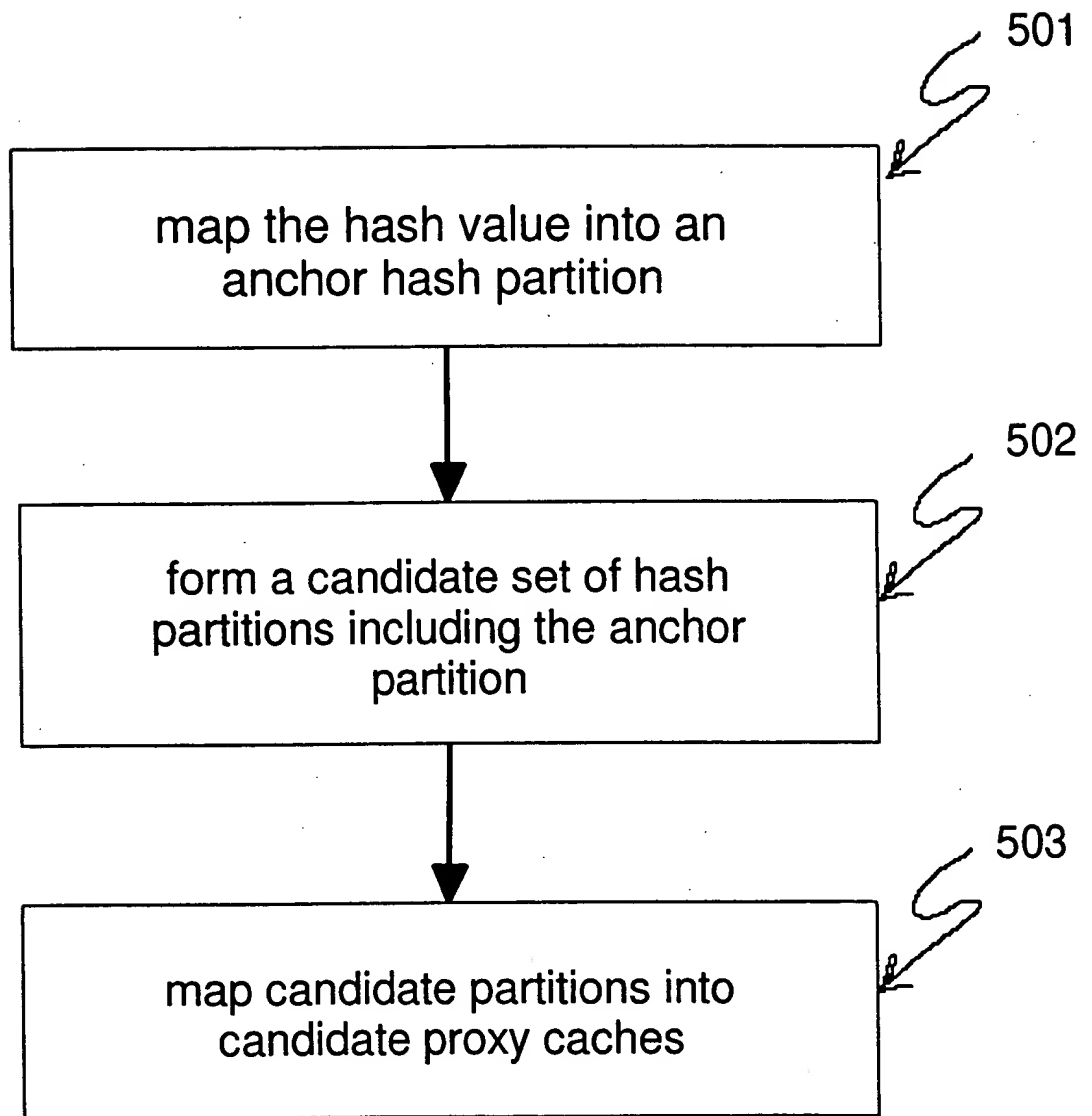 501
map the hash value into an
anchor hash partition
502
form a candidate set of hash
partitions including the anchor
partition
503
map candidate partitions into
candidate proxy caches